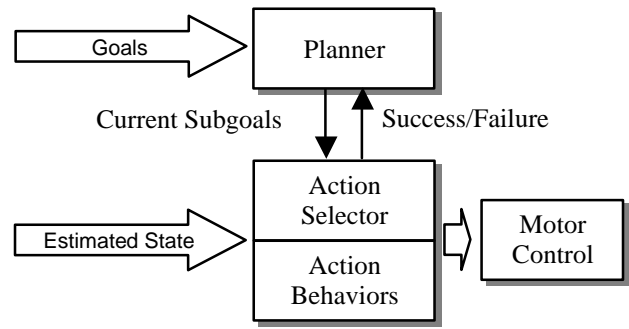 Goals
Planner
Current Subgoals
Success/Failure
Action
Selector
Estimated State
Action
Behaviors
Motor
Control